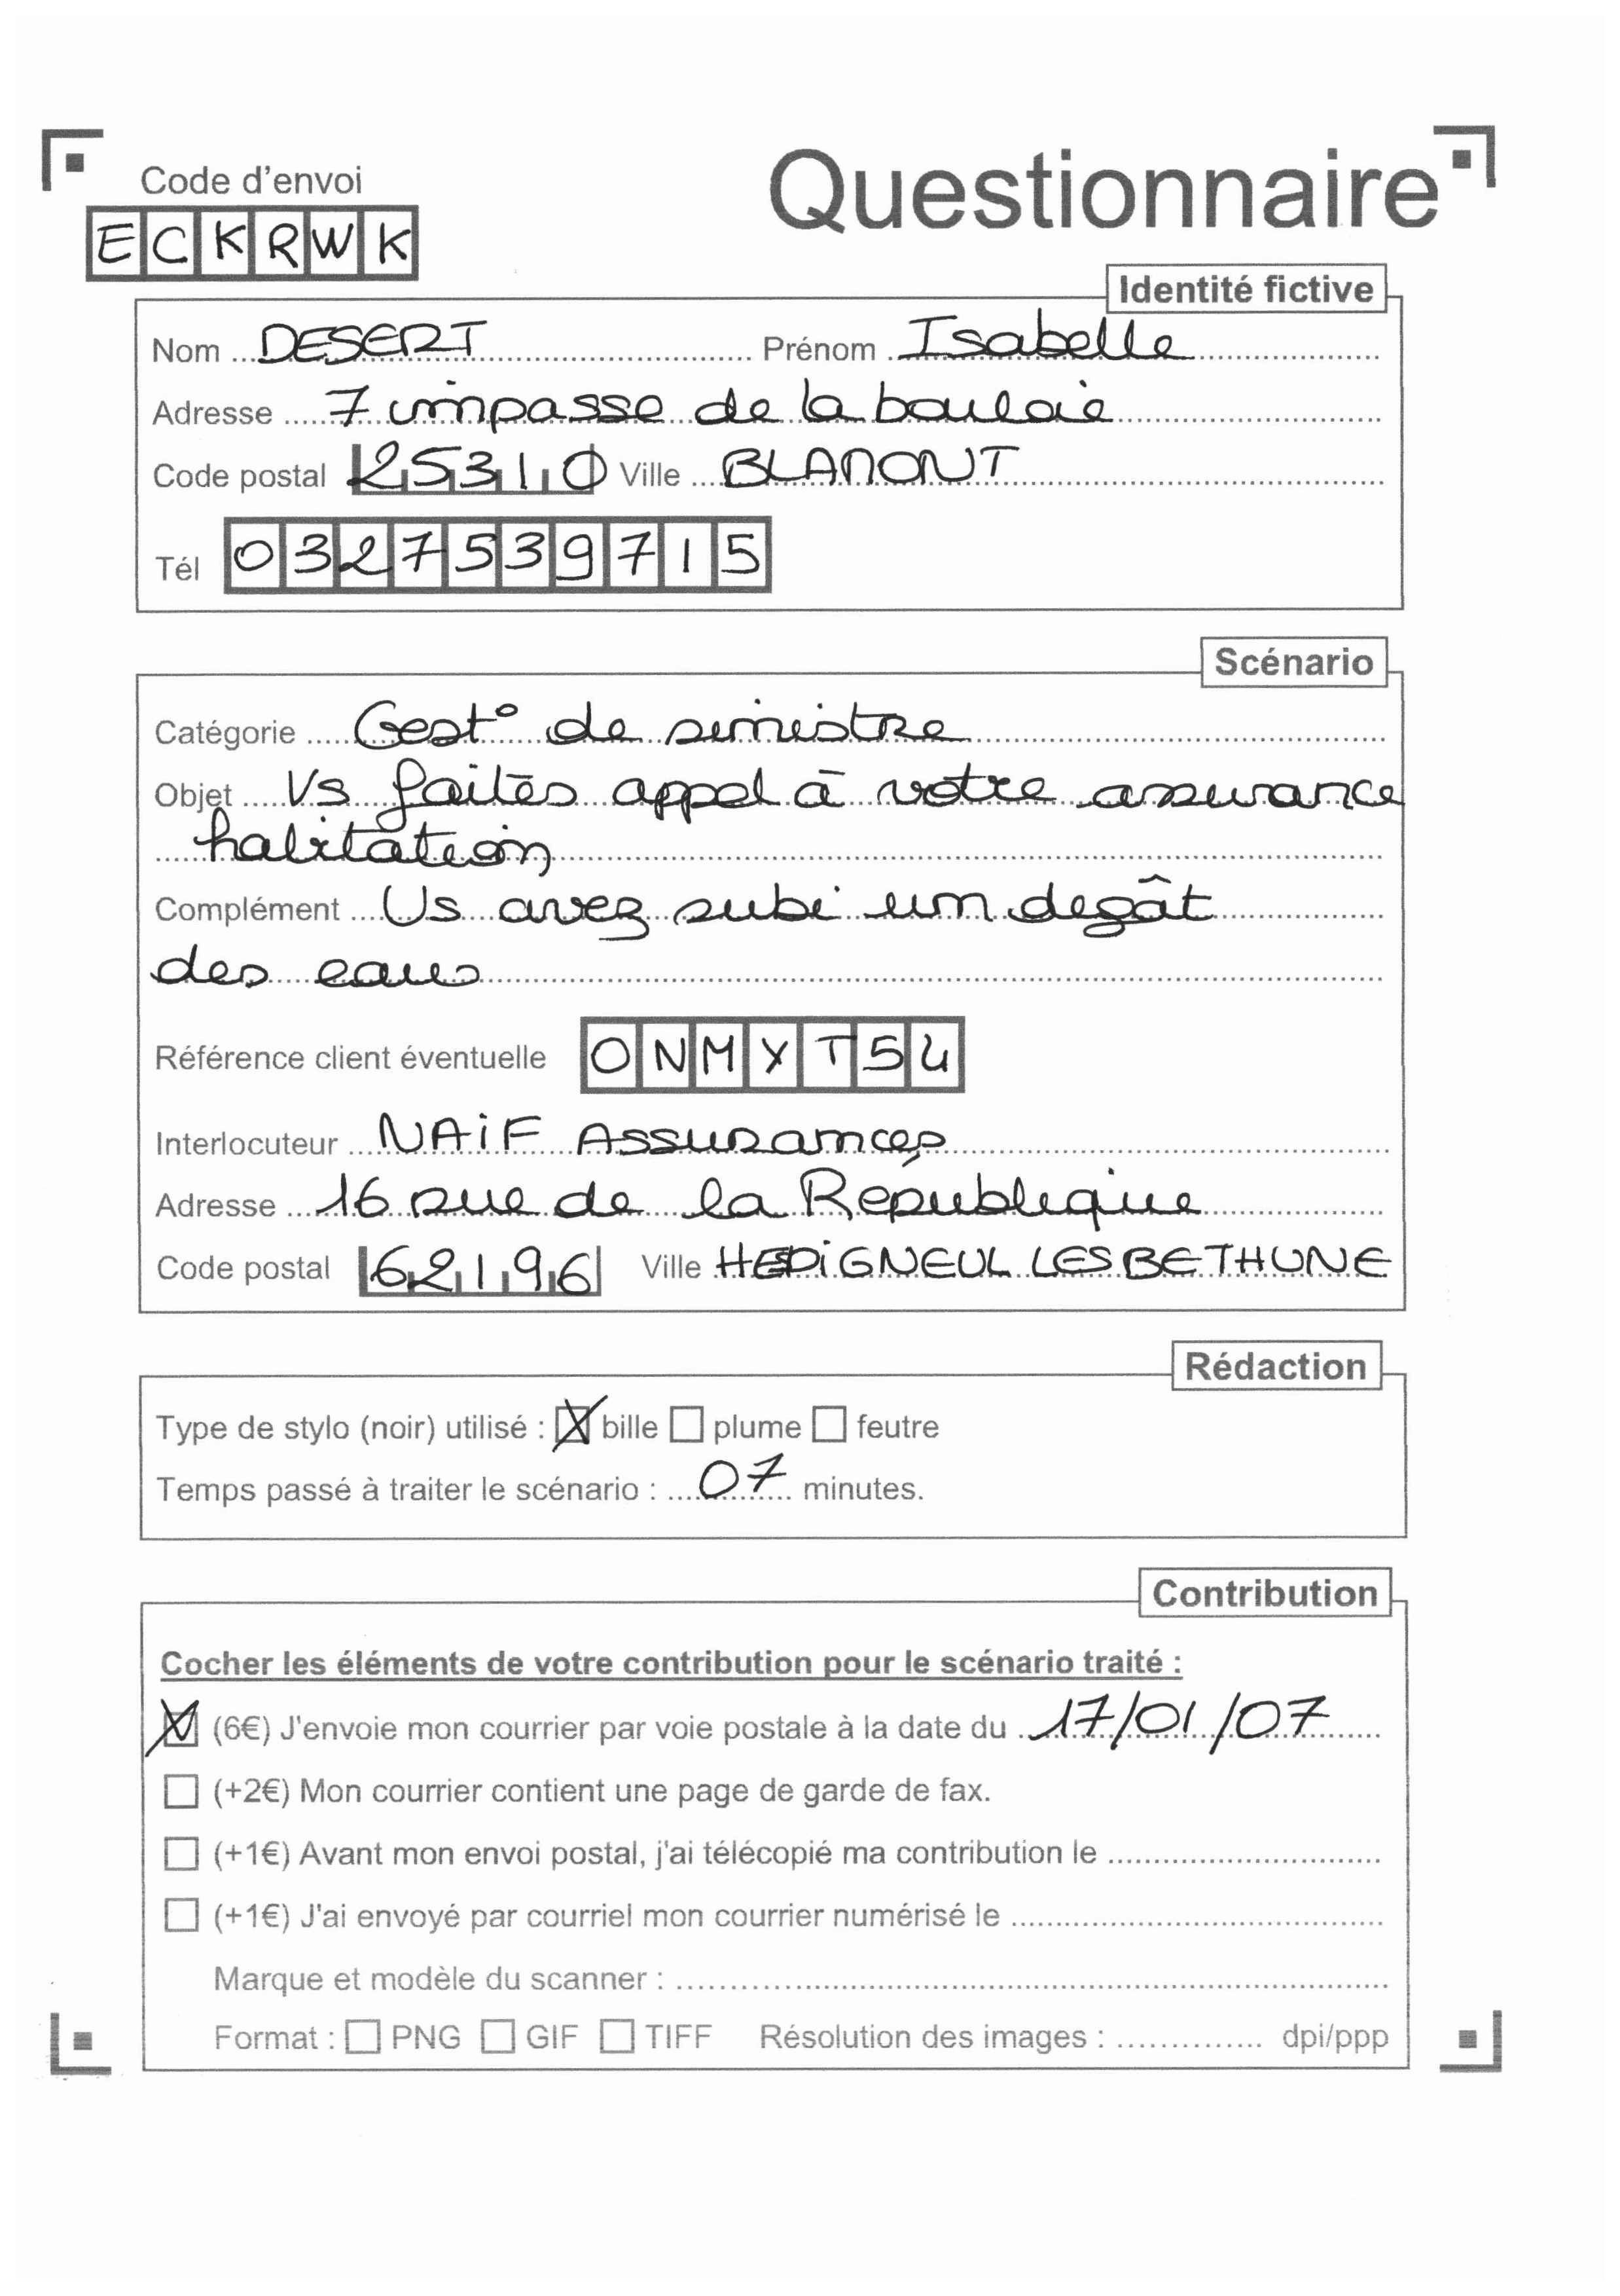 Code d'envoi
Questionnaire
ECKRWK
Identité fictive
Nom DESERT Prénom Isabelle
Adresse 7 impasse de la boulaie
Code postal 25310 Ville BLAMONT
Tél 0327539715
Scénario
Catégorie Gest° de sinistre
Objet Vs faites appel à votre assurance
habitation
Complément Vs avez subi un degât
des eaux
Référence client éventuelle ONMXT54
Interlocuteur NAiF Assurances
Adresse 16 rue de la République
Code postal 62196 Ville HEDiGNEUL LES BETHUNE
Rédaction
Type de stylo (noir) utilisé : bille plume feutre
Temps passé à traiter le scénario : 07 minutes.
Contribution
Cocher les éléments de votre contribution pour le scénario traité :
(6€) J'envoie mon courrier par voie postale à la date du 17/01/07
(+2€) Mon courrier contient une page de garde de fax.
(+1€) Avant mon envoi postal, j'ai télécopié ma contribution le
(+1€) J'ai envoyé par courriel mon courrier numérisé le
Marque et modèle du scanner :
Format : PNG GIF TIFF Résolution des images : dpi/ppp